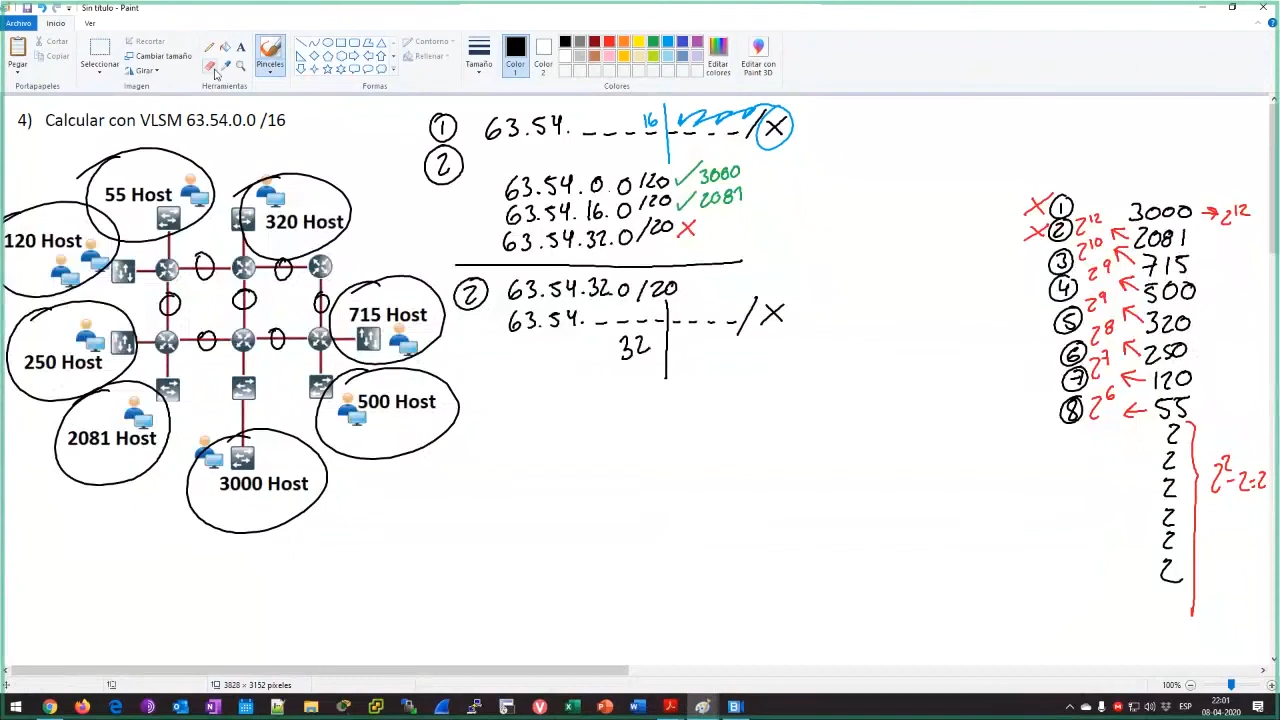 Sin título - Paint
Archivo Inicio Ver
Pegar
Cortar
Copiar
Portapapeles
Seleccionar
Recortar
Cambiar tamaño
Girar
Imagen
A
Herramientas
Pinceles
Contorno
Rellenar
Formas
Tamaño
Color 1
Color 2
Editar colores
Editar con Paint 3D
Colores
4) Calcular con VLSM 63.54.0.0 /16
55 Host
320 Host
120 Host
715 Host
250 Host
500 Host
2081 Host
3000 Host
① 63.54. _ _ _ _ 16 _ _ _ _ /X
②
63.54.0.0 /20 ✓ 3000
63.54.16.0 /20 ✓ 2081
63.54.32.0 /20 X
② 63.54.32.0 /20
63.54. _ _ _ _ _ _ _ _ / X
32
X ① 3000 → 2^12
X ② 2^12 ← 2081
③ 2^10 ← 715
④ 2^9 ← 500
⑤ 2^9 ← 320
⑥ 2^8 ← 250
⑦ 2^7 ← 120
⑧ 2^6 ← 55
2
2
2 2^2-2=2
2
2
2
3828 × 3152 píxeles
100%
ESP
22:01
08-04-2020